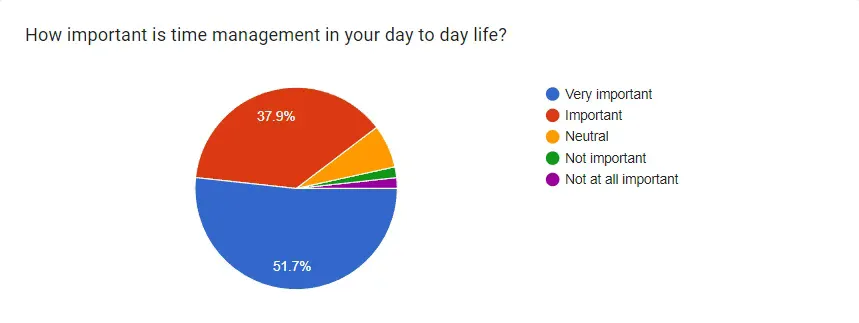 How important is time management in your day to day life?
37.9%
51.7%
Very important
Important
Neutral
Not important
Not at all important